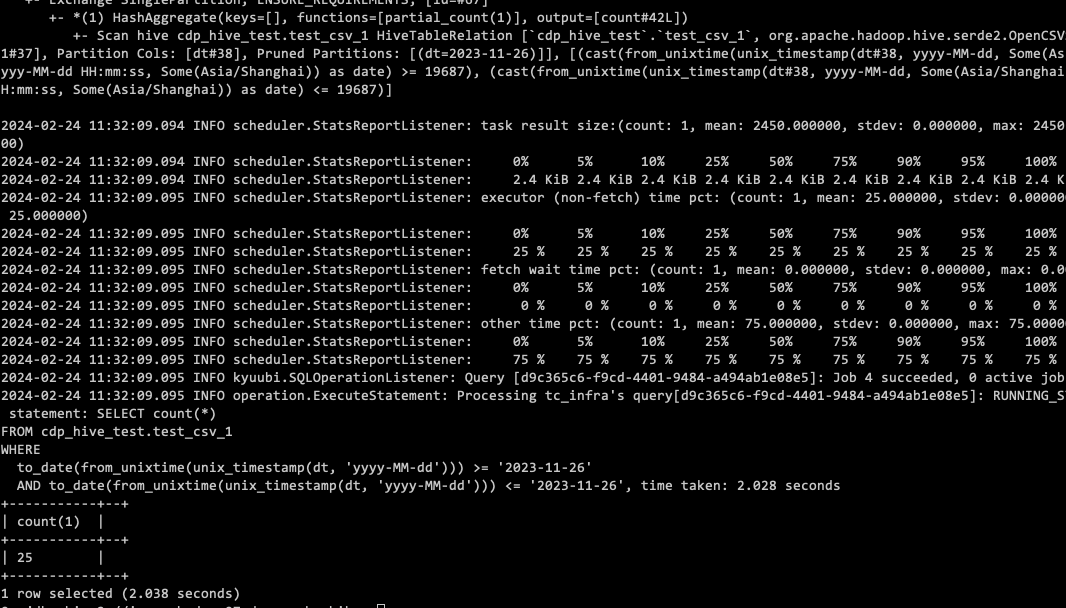 +- Exchange SinglePartition, ENSURE_REQUIREMENTS, [id=#67]
+- *(1) HashAggregate(keys=[], functions=[partial_count(1)], output=[count#42L])
+- Scan hive cdp_hive_test.test_csv_1 HiveTableRelation [`cdp_hive_test`.`test_csv_1`, org.apache.hadoop.hive.serde2.OpenCSVS
1#37], Partition Cols: [dt#38], Pruned Partitions: [(dt=2023-11-26)]], [(cast(from_unixtime(unix_timestamp(dt#38, yyyy-MM-dd, Some(As
yyy-MM-dd HH:mm:ss, Some(Asia/Shanghai)) as date) >= 19687), (cast(from_unixtime(unix_timestamp(dt#38, yyyy-MM-dd, Some(Asia/Shanghai
H:mm:ss, Some(Asia/Shanghai)) as date) <= 19687)]
2024-02-24 11:32:09.094 INFO scheduler.StatsReportListener: task result size:(count: 1, mean: 2450.000000, stdev: 0.000000, max: 2450
00)
2024-02-24 11:32:09.094 INFO scheduler.StatsReportListener: 0% 5% 10% 25% 50% 75% 90% 95% 100%
2024-02-24 11:32:09.094 INFO scheduler.StatsReportListener: 2.4 KiB 2.4 KiB 2.4 KiB 2.4 KiB 2.4 KiB 2.4 KiB 2.4 KiB 2.4 KiB 2.4 K
2024-02-24 11:32:09.095 INFO scheduler.StatsReportListener: executor (non-fetch) time pct: (count: 1, mean: 25.000000, stdev: 0.00000
25.000000)
2024-02-24 11:32:09.095 INFO scheduler.StatsReportListener: 0% 5% 10% 25% 50% 75% 90% 95% 100%
2024-02-24 11:32:09.095 INFO scheduler.StatsReportListener: 25 % 25 % 25 % 25 % 25 % 25 % 25 % 25 % 25 %
2024-02-24 11:32:09.095 INFO scheduler.StatsReportListener: fetch wait time pct: (count: 1, mean: 0.000000, stdev: 0.000000, max: 0.0
2024-02-24 11:32:09.095 INFO scheduler.StatsReportListener: 0% 5% 10% 25% 50% 75% 90% 95% 100%
2024-02-24 11:32:09.095 INFO scheduler.StatsReportListener: 0 % 0 % 0 % 0 % 0 % 0 % 0 % 0 % 0 %
2024-02-24 11:32:09.095 INFO scheduler.StatsReportListener: other time pct: (count: 1, mean: 75.000000, stdev: 0.000000, max: 75.0000
2024-02-24 11:32:09.095 INFO scheduler.StatsReportListener: 0% 5% 10% 25% 50% 75% 90% 95% 100%
2024-02-24 11:32:09.095 INFO scheduler.StatsReportListener: 75 % 75 % 75 % 75 % 75 % 75 % 75 % 75 % 75 %
2024-02-24 11:32:09.095 INFO kyuubi.SQLOperationListener: Query [d9c365c6-f9cd-4401-9484-a494ab1e08e5]: Job 4 succeeded, 0 active job
2024-02-24 11:32:09.095 INFO operation.ExecuteStatement: Processing tc_infra's query[d9c365c6-f9cd-4401-9484-a494ab1e08e5]: RUNNING_S
statement: SELECT count(*)
FROM cdp_hive_test.test_csv_1
WHERE
to_date(from_unixtime(unix_timestamp(dt, 'yyyy-MM-dd'))) >= '2023-11-26'
AND to_date(from_unixtime(unix_timestamp(dt, 'yyyy-MM-dd'))) <= '2023-11-26', time taken: 2.028 seconds
+-----------+--+
| count(1) |
+-----------+--+
| 25 |
+-----------+--+
1 row selected (2.038 seconds)